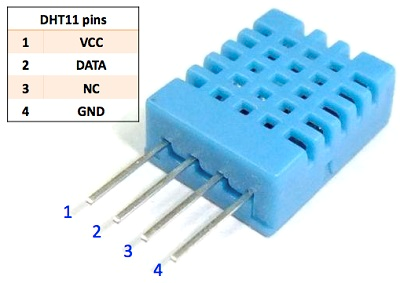 DHT11 pins
1 VCC
2 DATA
3 NC
4 GND
1
2
3
4